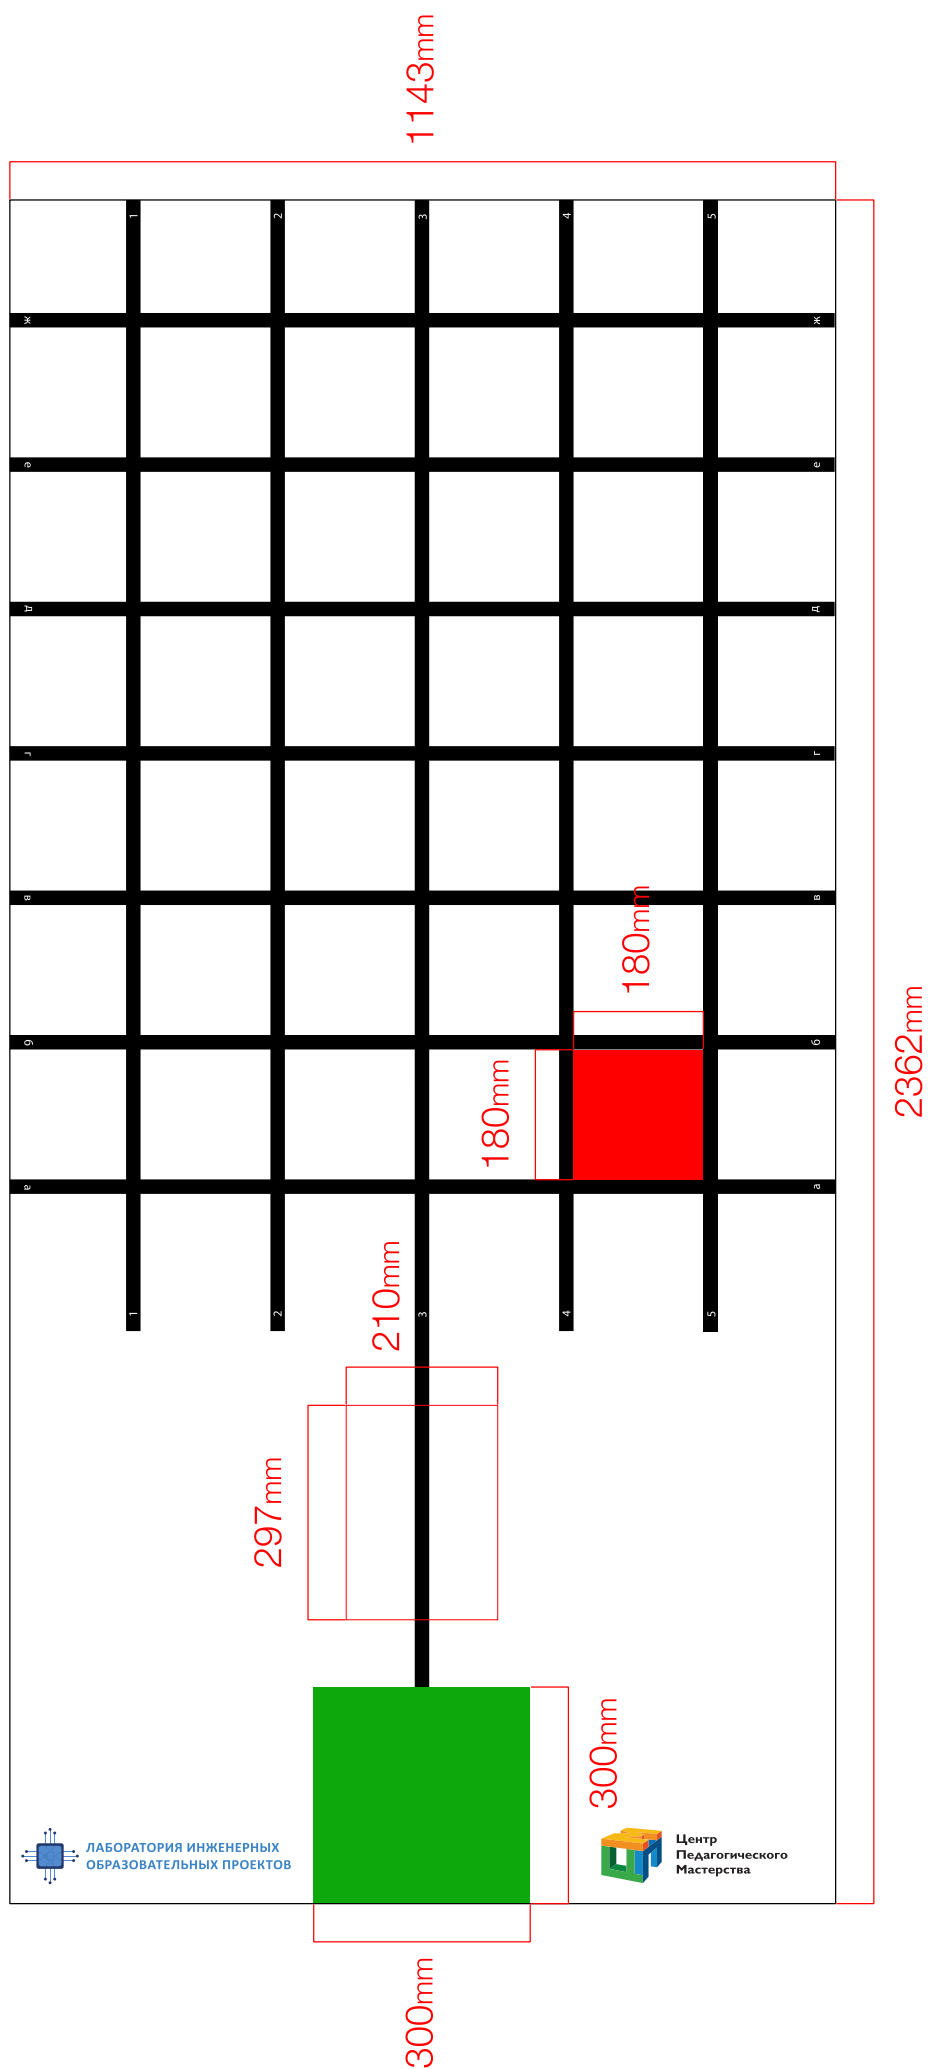 1143mm
1 2 3 4 5
ж ж
е е
д д
г г
в в
180mm
2362mm
б б
180mm
а а
210mm
1 2 3 4 5
297mm
300mm
ЛАБОРАТОРИЯ ИНЖЕНЕРНЫХ
ОБРАЗОВАТЕЛЬНЫХ ПРОЕКТОВ
Центр
Педагогического
Мастерства
300mm